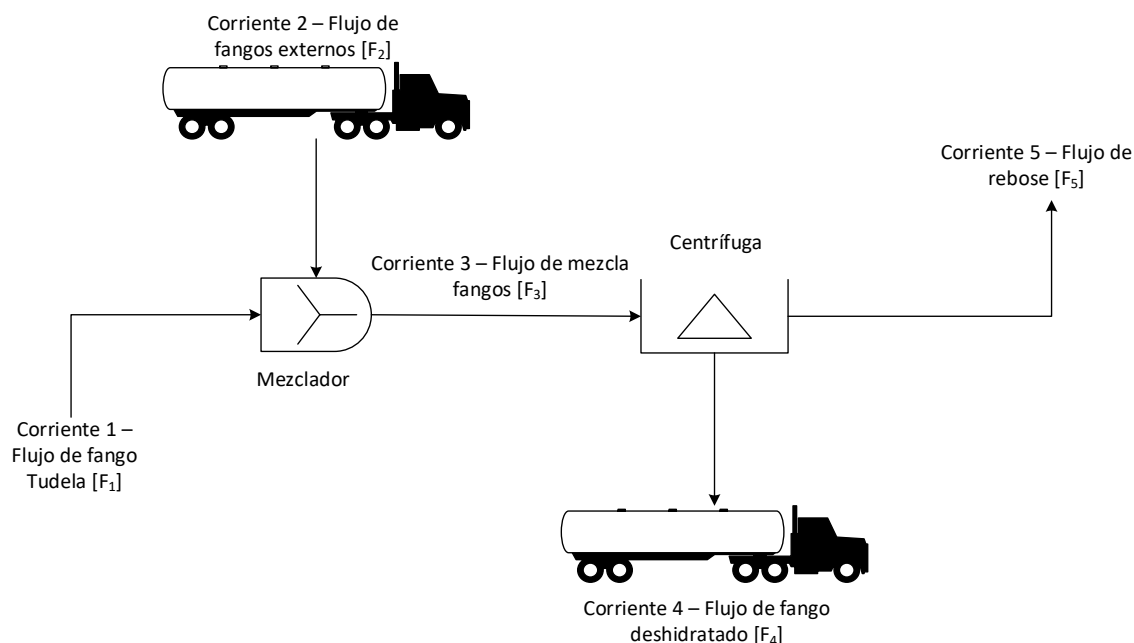 Corriente 2 – Flujo de
fangos externos [F₂]
Corriente 5 – Flujo de
rebose [F₅]
Centrífuga
Corriente 3 – Flujo de mezcla
fangos [F₃]
Mezclador
Corriente 1 –
Flujo de fango
Tudela [F₁]
Corriente 4 – Flujo de fango
deshidratado [F₄]